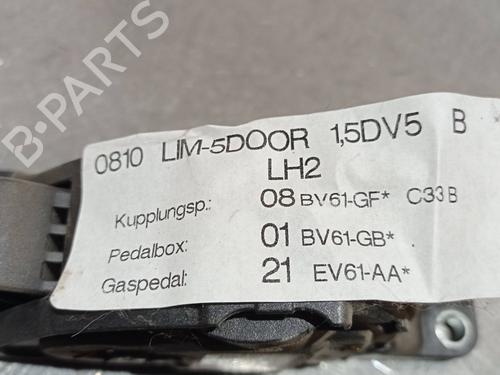 B-PARTS
0810 LIM-5DOOR 1,5DV5 B
LH2
Kupplungsp.: 08 BV61-GF* C33 B
Pedalbox: 01 BV61-GB*
Gaspedal: 21 EV61-AA*